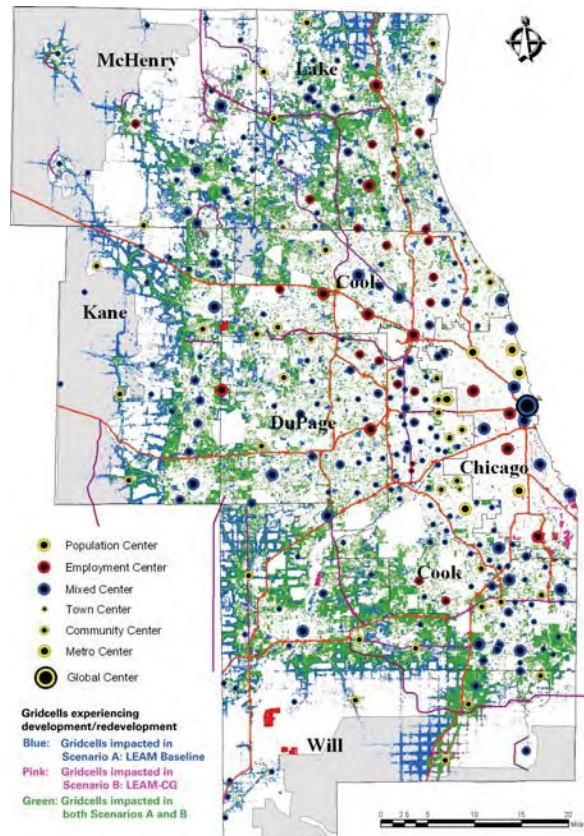 McHenry
Lake
Cook
Kane
DuPage
Chicago
Cook
Population Center
Employment Center
Mixed Center
Town Center
Community Center
Metro Center
Global Center
Gridcells experiencing
development/redevelopment
Blue: Gridcells impacted in
Scenario A: LEAM Baseline
Pink: Gridcells impacted in
Scenario B: LEAM-CG
Green: Gridcells impacted in
both Scenarios A and B
Will
0 2.5 5 10 15 20